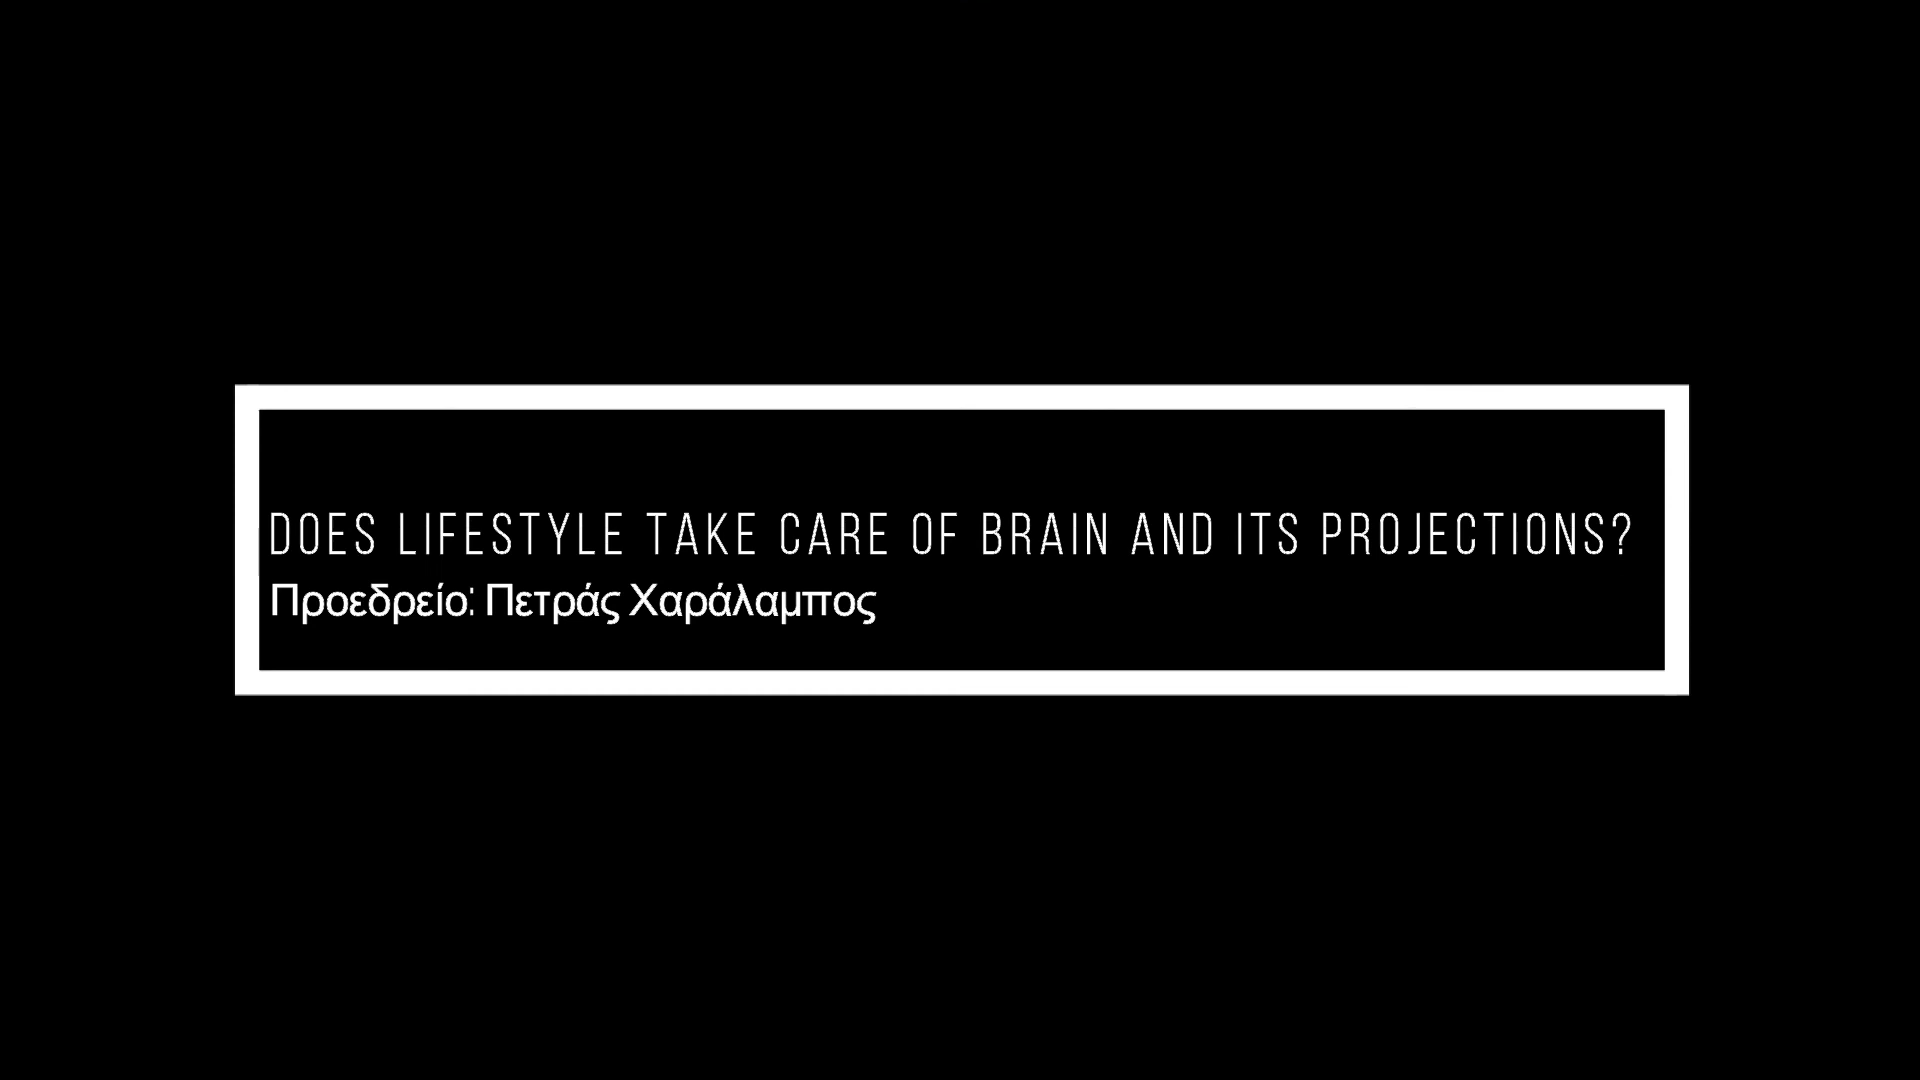 DOES LIFESTYLE TAKE CARE OF BRAIN AND ITS PROJECTIONS?
Προεδρείο: Πετράς Χαράλαμπος